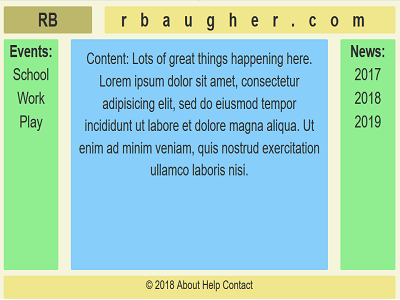 RB
rbaugher.com
Events:
School
Work
Play
Content: Lots of great things happening here.
Lorem ipsum dolor sit amet, consectetur
adipisicing elit, sed do eiusmod tempor
incididunt ut labore et dolore magna aliqua. Ut
enim ad minim veniam, quis nostrud exercitation
ullamco laboris nisi.
News:
2017
2018
2019
© 2018 About Help Contact